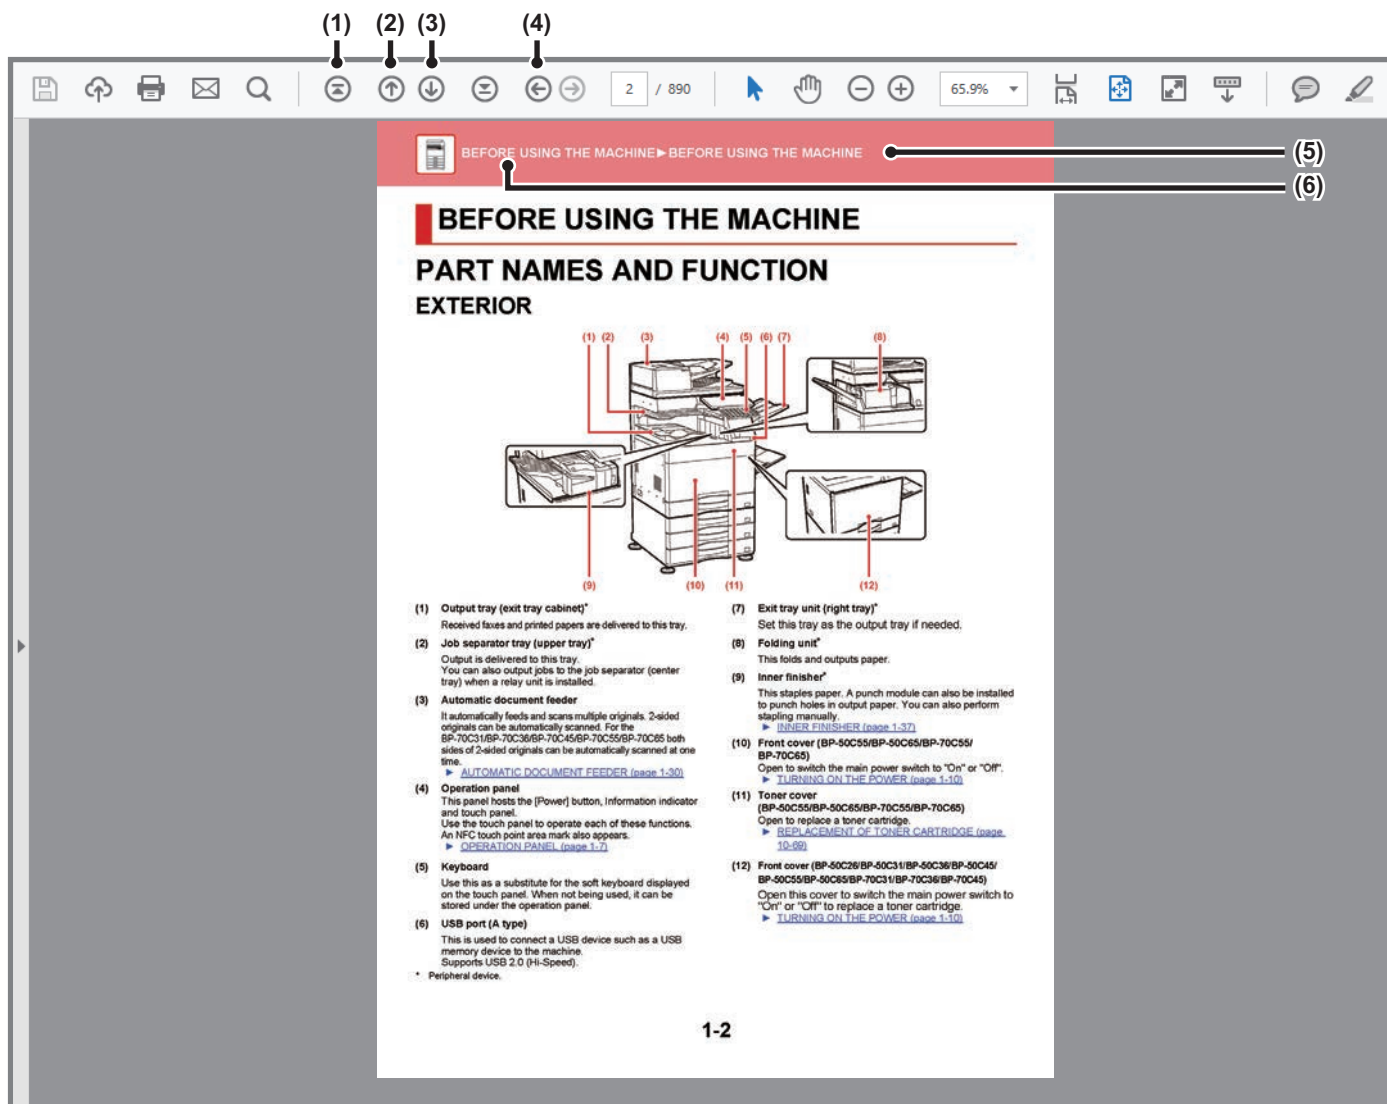 (1) (2) (3) (4)
2 / 890 65.9%
BEFORE USING THE MACHINE►BEFORE USING THE MACHINE
(5)
(6)
BEFORE USING THE MACHINE
PART NAMES AND FUNCTION
EXTERIOR
(1) (2) (3) (4) (5) (6) (7) (8)
(9) (10) (11) (12)
(1) Output tray (exit tray cabinet)*
Received faxes and printed papers are delivered to this tray.
(2) Job separator tray (upper tray)*
Output is delivered to this tray.
You can also output jobs to the job separator (center
tray) when a relay unit is installed.
(3) Automatic document feeder
It automatically feeds and scans multiple originals. 2-sided
originals can be automatically scanned. For the
BP-70C31/BP-70C36/BP-70C45/BP-70C55/BP-70C65 both
sides of 2-sided originals can be automatically scanned at one
time.
► AUTOMATIC DOCUMENT FEEDER (page 1-30)
(4) Operation panel
This panel hosts the [Power] button, Information indicator
and touch panel.
Use the touch panel to operate each of these functions.
An NFC touch point area mark also appears.
► OPERATION PANEL (page 1-7)
(5) Keyboard
Use this as a substitute for the soft keyboard displayed
on the touch panel. When not being used, it can be
stored under the operation panel.
(6) USB port (A type)
This is used to connect a USB device such as a USB
memory device to the machine.
Supports USB 2.0 (Hi-Speed).
* Peripheral device.
(7) Exit tray unit (right tray)*
Set this tray as the output tray if needed.
(8) Folding unit*
This folds and outputs paper.
(9) Inner finisher*
This staples paper. A punch module can also be installed
to punch holes in output paper. You can also perform
stapling manually.
► INNER FINISHER (page 1-37)
(10) Front cover (BP-50C55/BP-50C65/BP-70C55/
BP-70C65)
Open to switch the main power switch to "On" or "Off".
► TURNING ON THE POWER (page 1-10)
(11) Toner cover
(BP-50C55/BP-50C65/BP-70C55/BP-70C65)
Open to replace a toner cartridge.
► REPLACEMENT OF TONER CARTRIDGE (page
10-69)
(12) Front cover (BP-50C26/BP-50C31/BP-50C36/BP-50C45/
BP-50C55/BP-50C65/BP-70C31/BP-70C36/BP-70C45)
Open this cover to switch the main power switch to
"On" or "Off" to replace a toner cartridge.
► TURNING ON THE POWER (page 1-10)
1-2